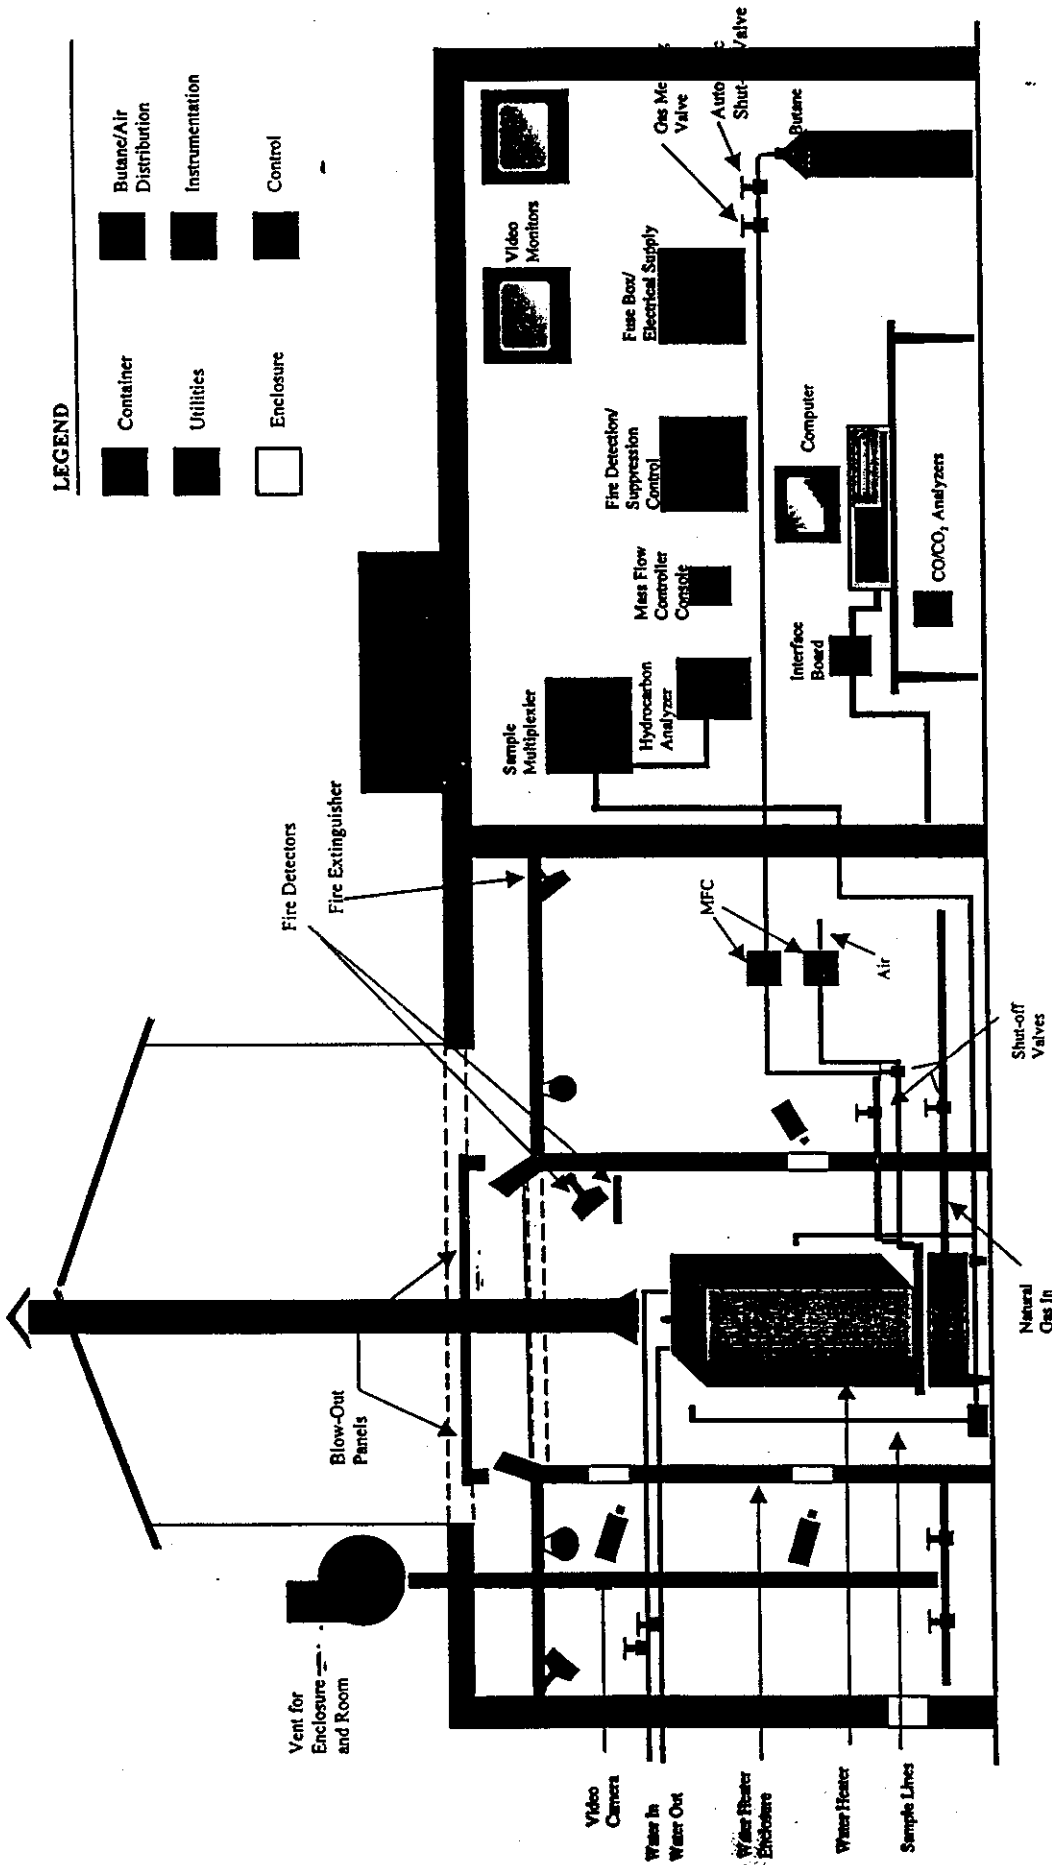 LEGEND
Container
Butane/Air
Distribution
Utilities
Instrumentation
Enclosure
Control
Vent for
Enclosure
and Room
Blow-Out
Panels
Fire Detectors
Fire Extinguisher
Sample
Multiplexier
Hydrocarbon
Analyzer
Mass Flow
Controller
Console
Fire Detection/
Suppression
Control
Fuse Box/
Electrical Supply
Video
Monitors
Gas
Valve
Shut-
Valve
Butane
Computer
Interface
Board
CO/CO₂ Analyzers
MFC
Air
Shut-off
Valves
Natural
Gas In
Video
Camera
Water In
Water Out
Water Heater
Enclosure
Water Heater
Sample Lines